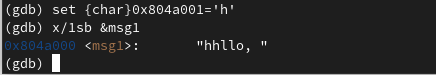 (gdb) set {char}0x804a001='h'
(gdb) x/1sb &msg1
0x804a000 <msg1>:      "hhllo, "
(gdb)